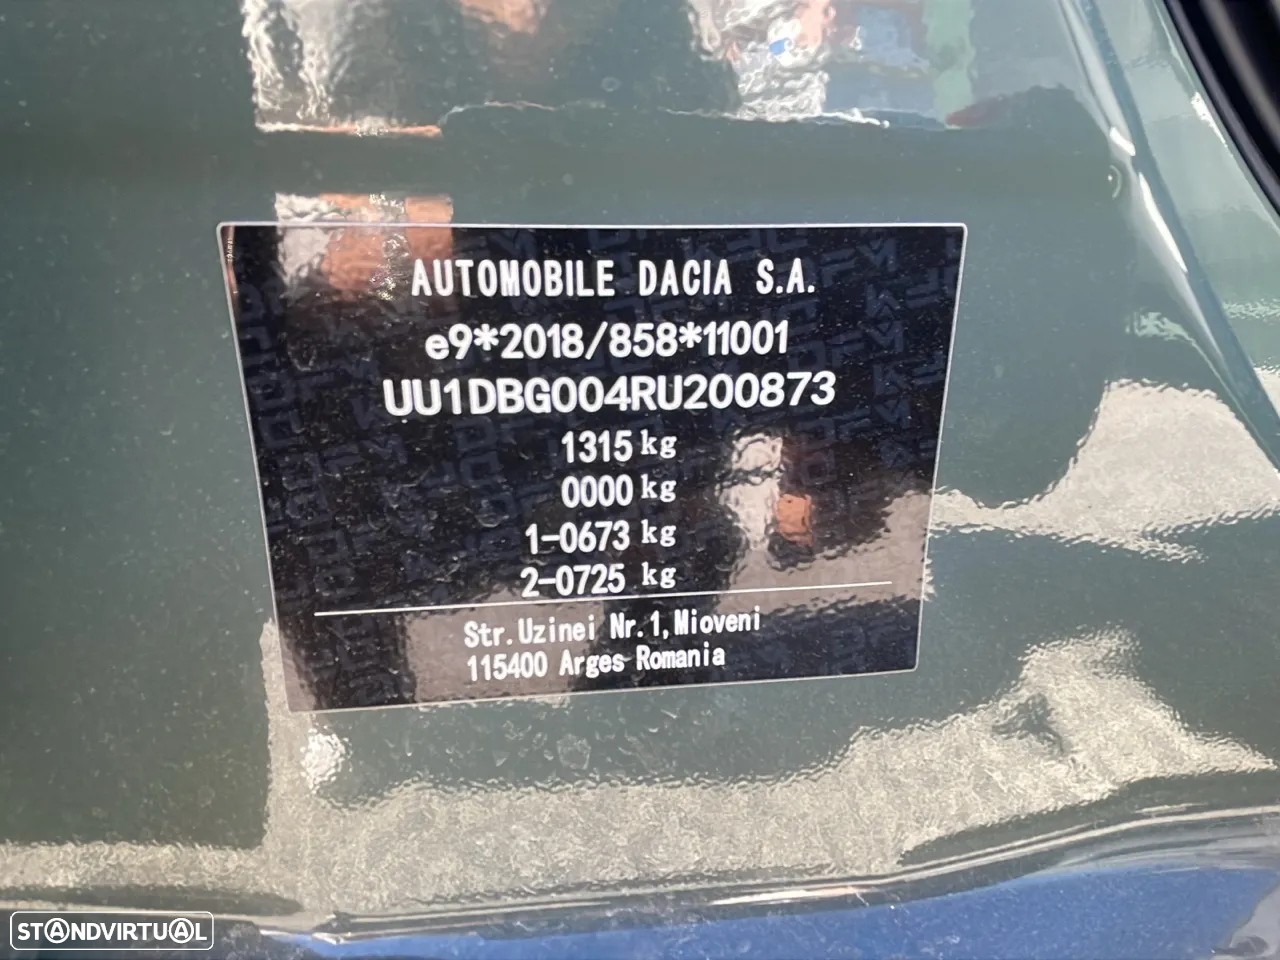 AUTOMOBILE DACIA S.A.
e9*2018/858*11001
UU1DBG004RU200873
1315 kg
0000 kg
1-0673 kg
2-0725 kg
Str.Uzinei Nr.1,Mioveni
115400 Arges Romania
STANDVIRTUAL